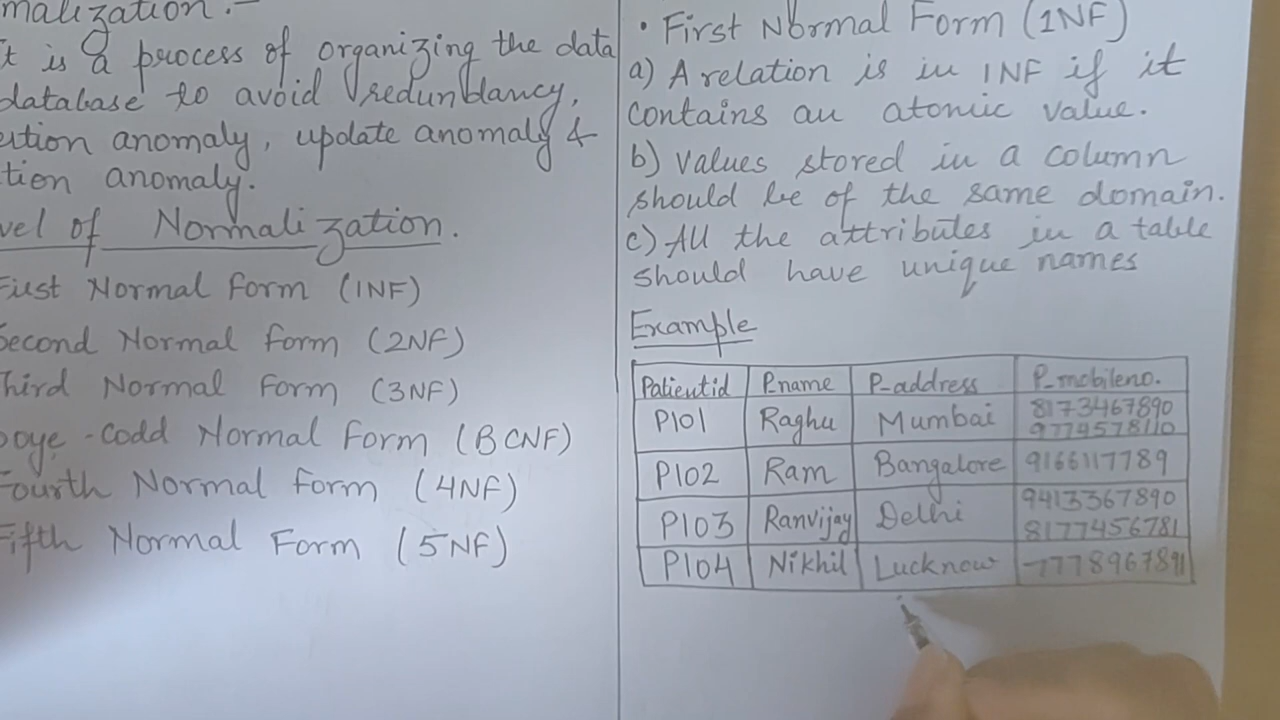 malization :-
it is a process of organizing the data
database to avoid redundancy,
ertion anomaly, update anomaly &
tion anomaly.
vel of Normalization.
First Normal form (1NF)
Second Normal form (2NF)
Third Normal form (3NF)
boye-Codd Normal form (BCNF)
Fourth Normal form (4NF)
Fifth Normal Form (5NF)
• First Normal Form (1NF)
a) A relation is in 1NF if it
contains an atomic value.
b) values stored in a column
should be of the same domain.
c) All the attributes in a table
should have unique names
Example
Patientid P_name P_address P_mobileno.
P101 Raghu Mumbai 8173467890
9774578110
P102 Ram Bangalore 9166117789
P103 Ranvijay Delhi 9413367890
8177456781
P104 Nikhil Lucknow 7778967891